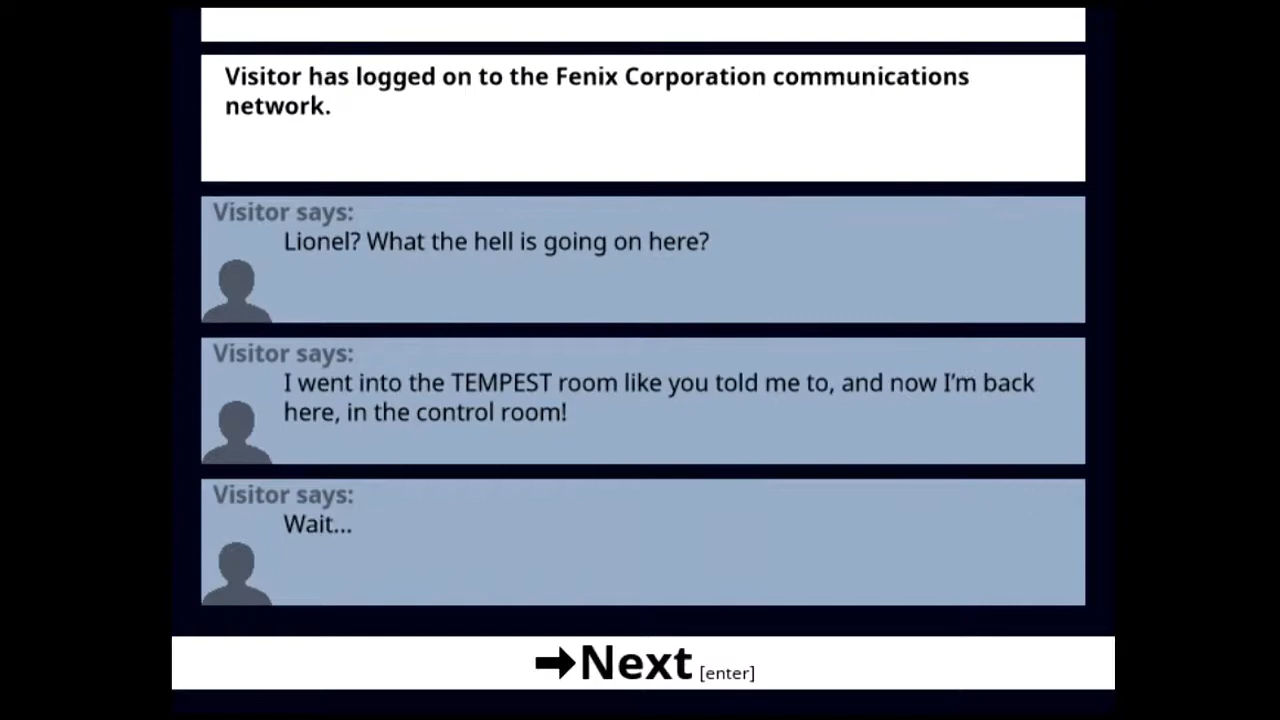 Visitor has logged on to the Fenix Corporation communications
network.
Visitor says:
Lionel? What the hell is going on here?
Visitor says:
I went into the TEMPEST room like you told me to, and now I'm back
here, in the control room!
Visitor says:
Wait...
➡Next [enter]